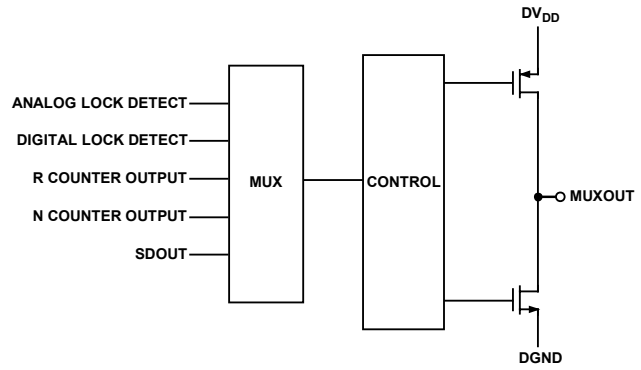 DVDD
ANALOG LOCK DETECT
DIGITAL LOCK DETECT
R COUNTER OUTPUT
MUX
CONTROL
MUXOUT
N COUNTER OUTPUT
SDOUT
DGND